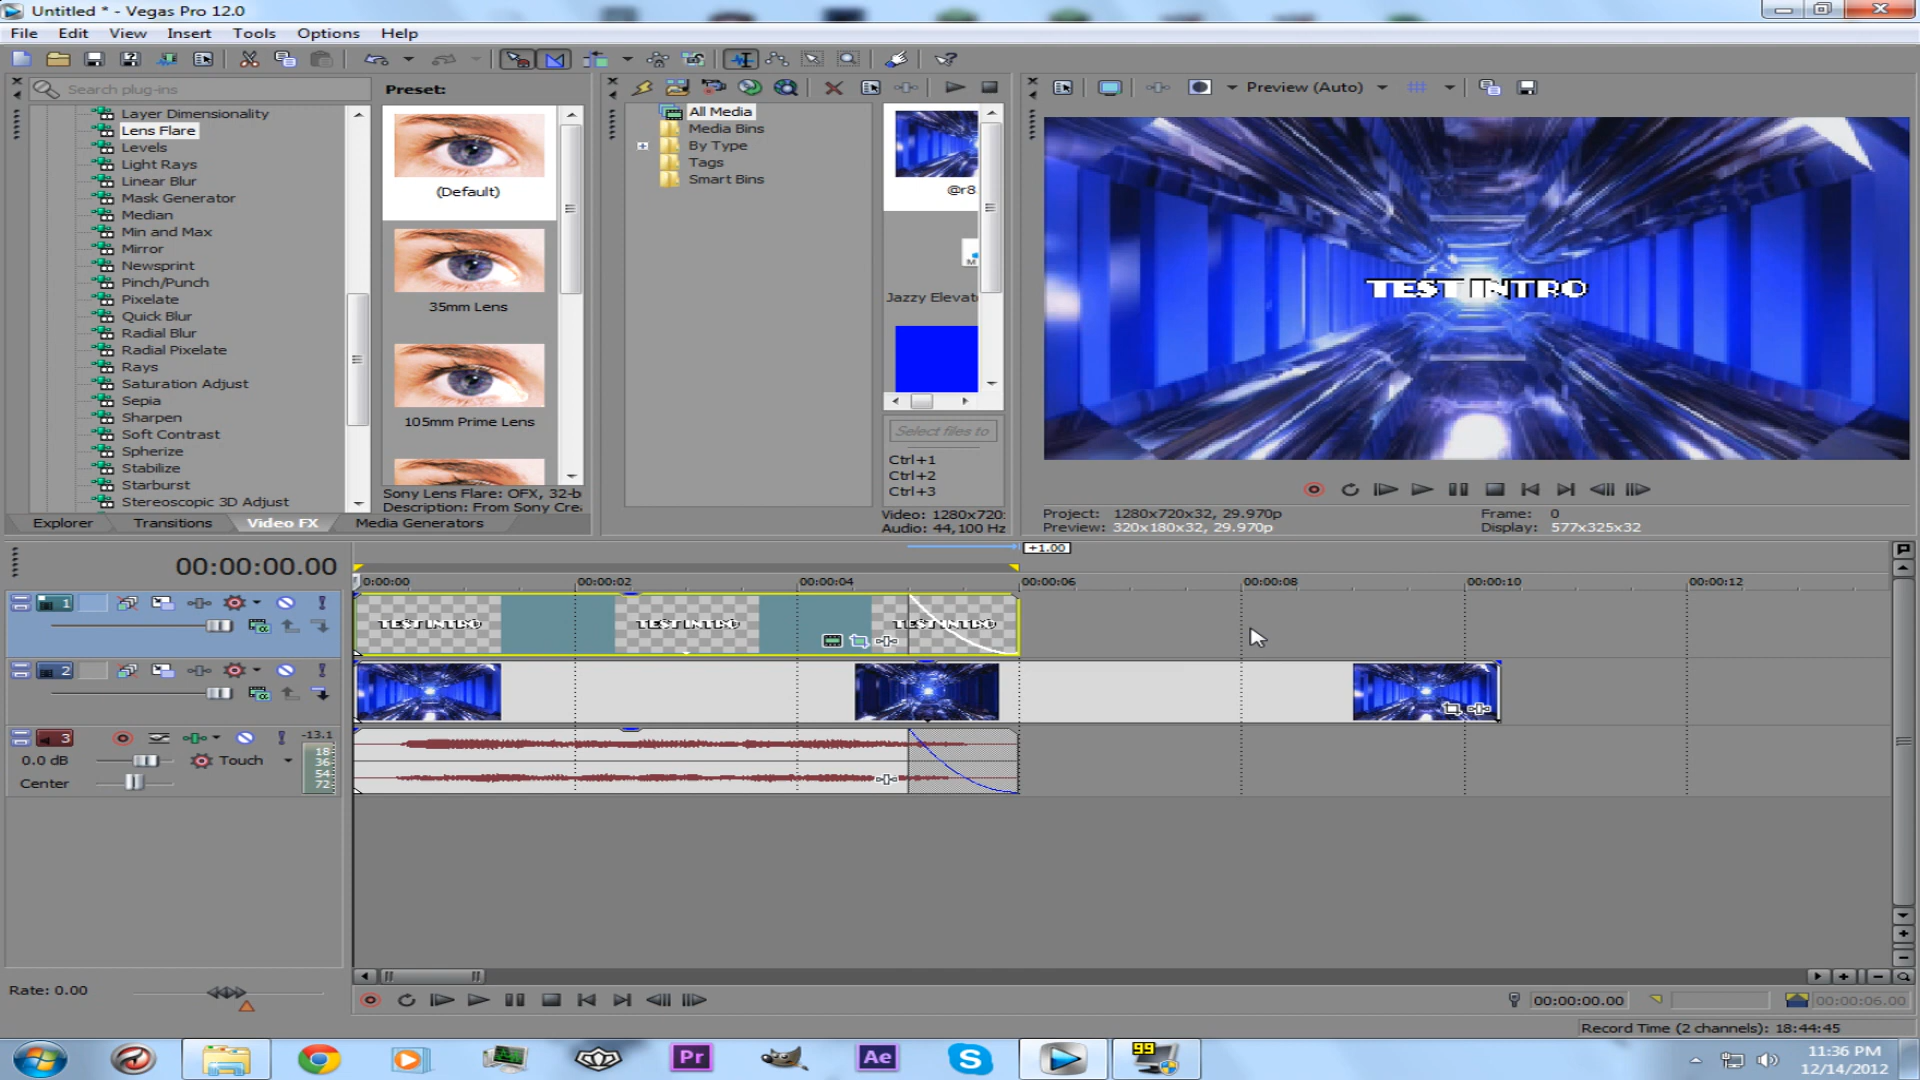 Untitled * - Vegas Pro 12.0
File Edit View Insert Tools Options Help
Search plug-ins
Layer Dimensionality
Lens Flare
Levels
Light Rays
Linear Blur
Mask Generator
Median
Min and Max
Mirror
Newsprint
Pinch/Punch
Pixelate
Quick Blur
Radial Blur
Radial Pixelate
Rays
Saturation Adjust
Sepia
Sharpen
Soft Contrast
Spherize
Stabilize
Starburst
Stereoscopic 3D Adjust
Explorer Transitions Video FX Media Generators
Preset:
(Default)
35mm Lens
105mm Prime Lens
Sony Lens Flare: OFX, 32-b
Description: From Sony Crea
All Media
Media Bins
By Type
Tags
Smart Bins
@r8
M
Jazzy Elevat
Select files to
Ctrl+1
Ctrl+2
Ctrl+3
Video: 1280x720:
Audio: 44,100 Hz
Preview (Auto)
TEST INTRO
Project: 1280x720x32, 29.970p
Preview: 320x180x32, 29.970p
Frame: 0
Display: 577x325x32
00:00:00.00
+1.00
0:00:00 00:00:02 00:00:04 00:00:06 00:00:08 00:00:10 00:00:12
1
TEST INTRO TEST INTRO TEST INTRO
2
3
-13.1
18
36
54
72
0.0 dB
Touch
Center
Rate: 0.00
00:00:00.00
00:00:06.00
Record Time (2 channels): 18:44:45
Pr
Ae
S
99
11:36 PM
12/14/2012